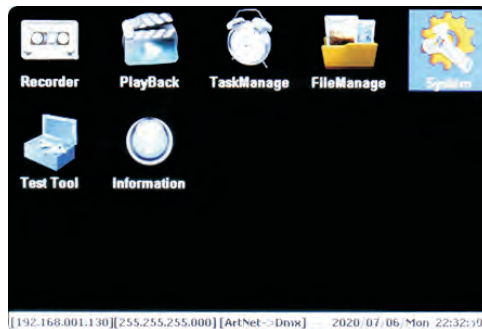 Recorder PlayBack TaskManage FileManage System
Test Tool Information
[192.168.001.130][255.255.255.000] [ArtNet->Dmx] 2020/07/06/Mon 22:32: